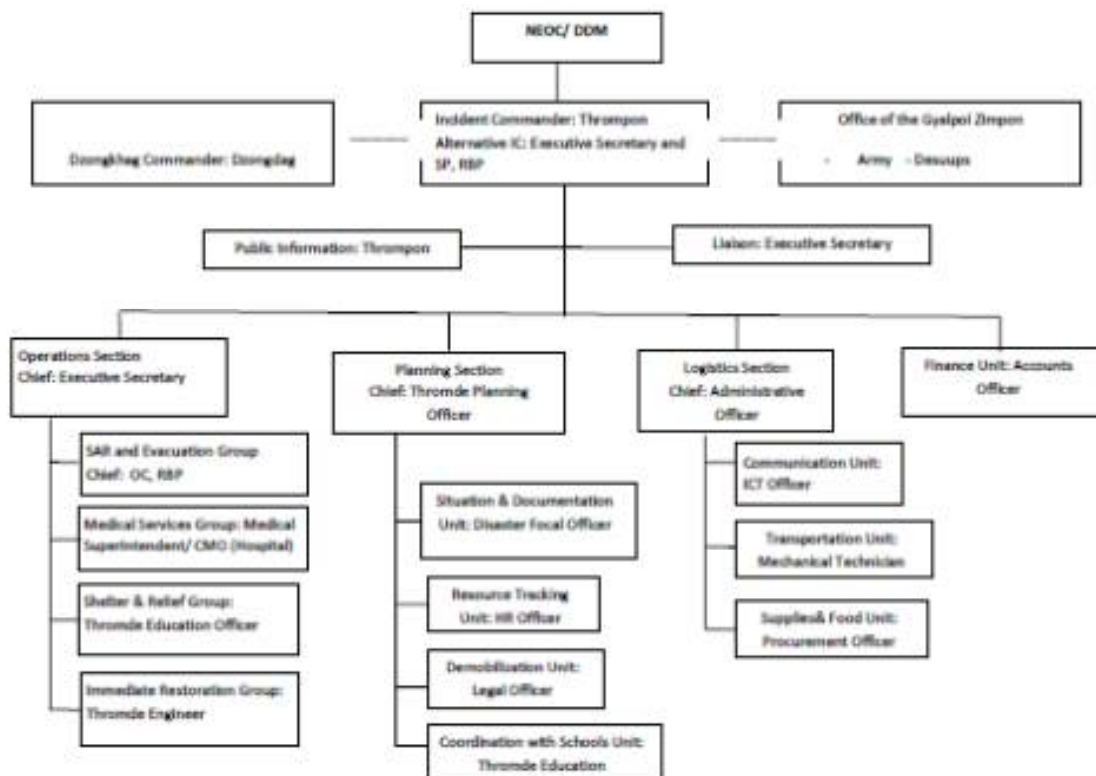 NEOC/ DDM
Dzongkhag Commander: Dzongdag
Incident Commander: Thrompon
Alternative IC: Executive Secretary and
SP, RBP
Office of the Gyalpoi Zimpon
- Army - Desuups
Public Information: Thrompon
Liaison: Executive Secretary
Operations Section
Chief: Executive Secretary
SAR and Evacuation Group
Chief: OC, RBP
Medical Services Group: Medical
Superintendent/ CMO (Hospital)
Shelter & Relief Group:
Thromde Education Officer
Immediate Restoration Group:
Thromde Engineer
Planning Section
Chief: Thromde Planning
Officer
Situation & Documentation
Unit: Disaster Focal Officer
Resource Tracking
Unit: HR Officer
Demobilization Unit:
Legal Officer
Coordination with Schools Unit:
Thromde Education
Logistics Section
Chief: Administrative
Officer
Communication Unit:
ICT Officer
Transportation Unit:
Mechanical Technician
Supplies& Food Unit:
Procurement Officer
Finance Unit: Accounts
Officer